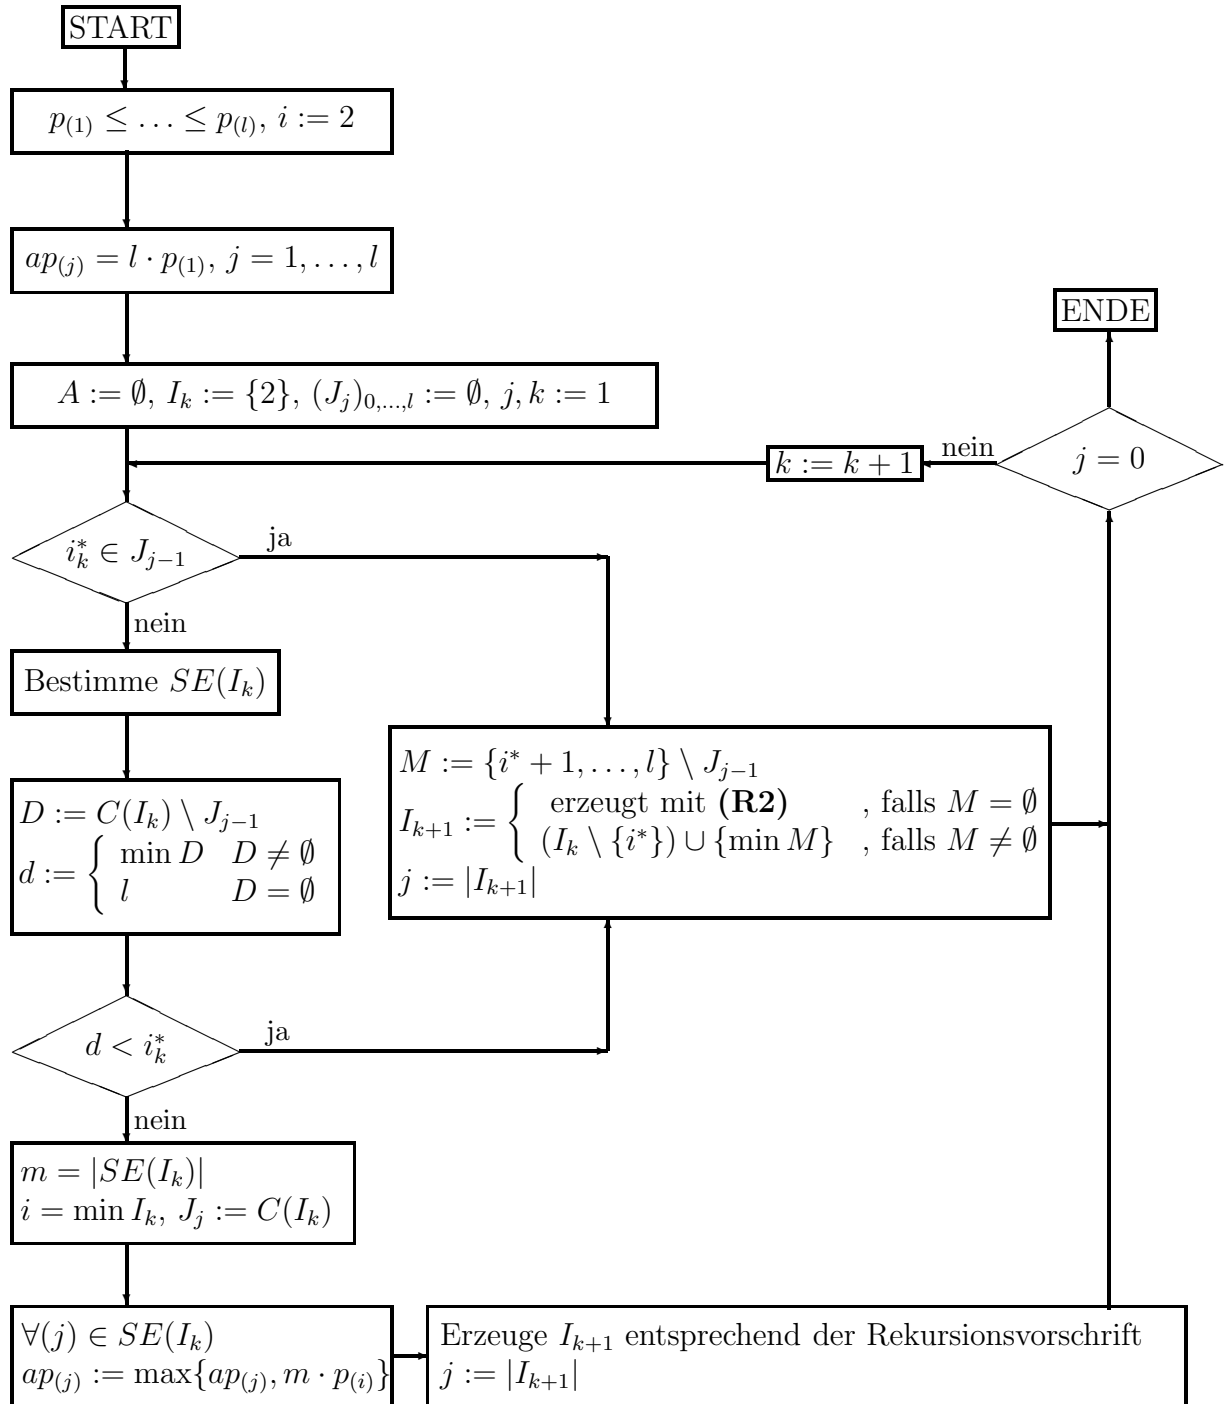 START
p_{(1)} ≤ … ≤ p_{(l)}, i := 2
ap_{(j)} = l · p_{(1)}, j = 1, …, l
ENDE
A := ∅, I_k := {2}, (J_j)_{0,…,l} := ∅, j, k := 1
k := k + 1
nein
j = 0
i_k^* ∈ J_{j−1}
ja
nein
Bestimme SE(I_k)
D := C(I_k) \ J_{j−1}
d := { min D D ≠ ∅
l D = ∅
M := {i^* + 1, …, l} \ J_{j−1}
I_{k+1} := { erzeugt mit (R2) , falls M = ∅
(I_k \ {i^*}) ∪ {min M} , falls M ≠ ∅
j := |I_{k+1}|
d < i_k^*
ja
nein
m = |SE(I_k)|
i = min I_k, J_j := C(I_k)
∀(j) ∈ SE(I_k)
ap_{(j)} := max{ap_{(j)}, m · p_{(i)}}
Erzeuge I_{k+1} entsprechend der Rekursionsvorschrift
j := |I_{k+1}|